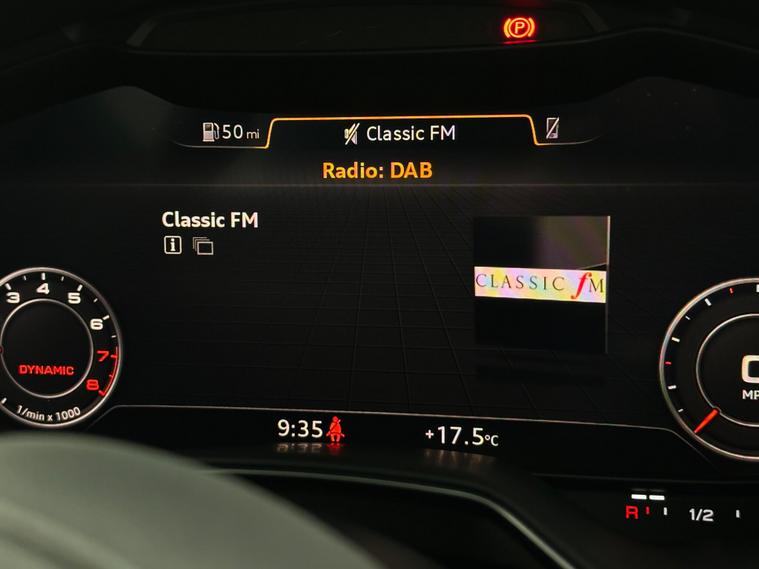 P
50 mi
Classic FM
Radio: DAB
Classic FM
i
CLASSIC fM
3 4 5 6 7 8
DYNAMIC
1/min x 1000
9:35
+17.5°C
R 1/2